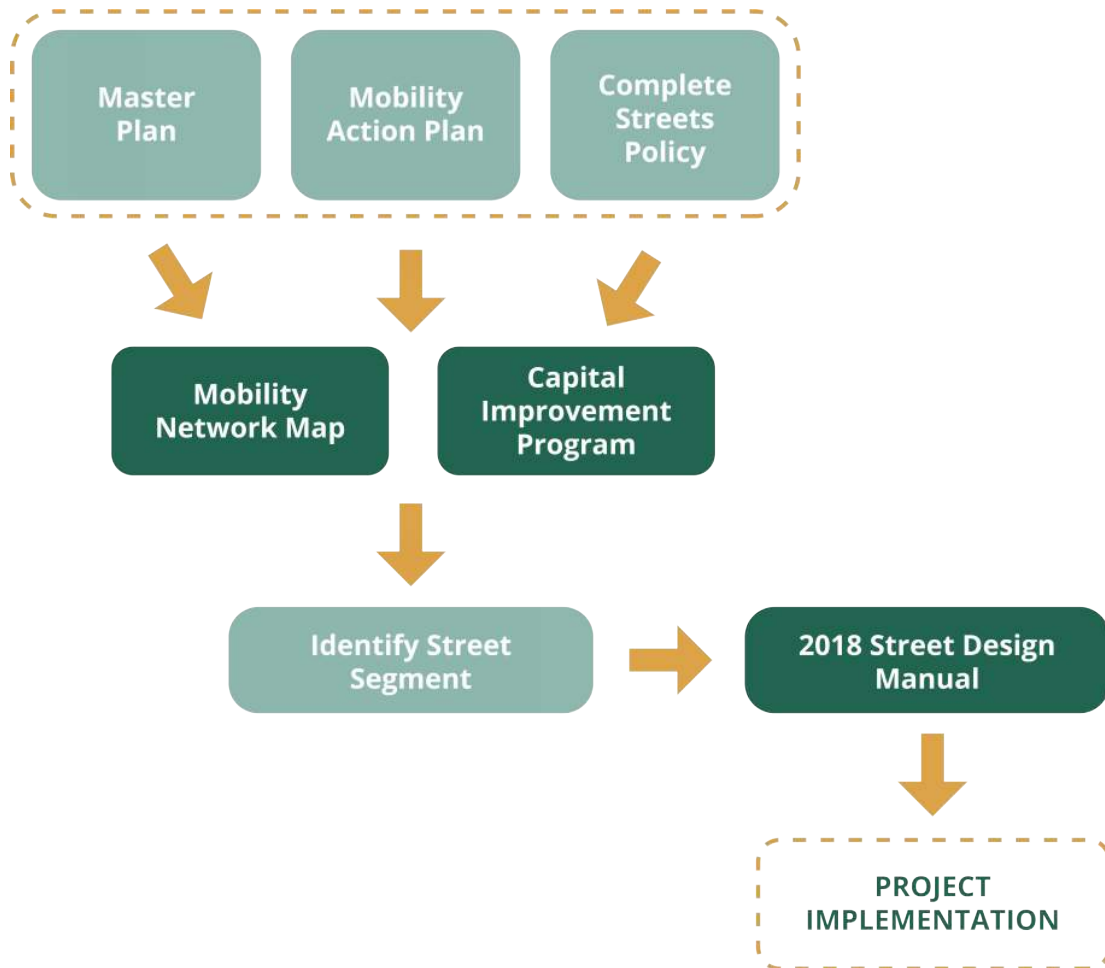 Master
Plan
Mobility
Action Plan
Complete
Streets
Policy
Mobility
Network Map
Capital
Improvement
Program
Identify Street
Segment
2018 Street Design
Manual
PROJECT
IMPLEMENTATION